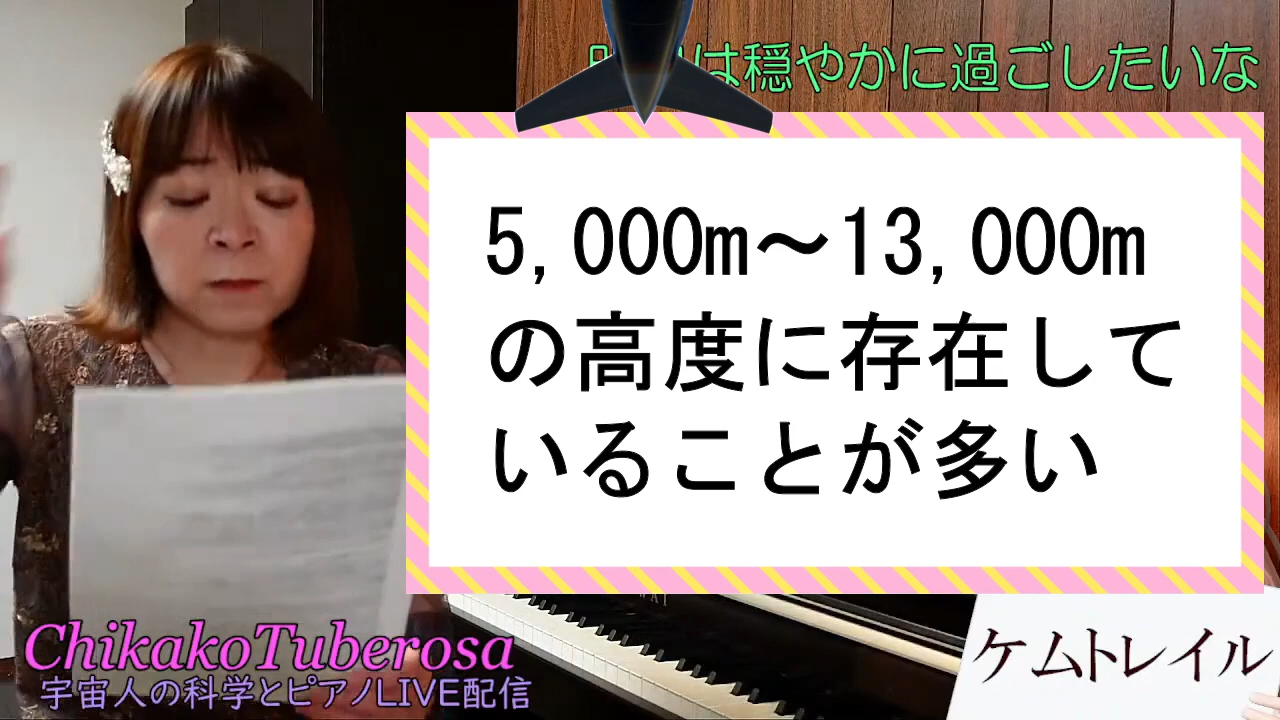 は穏やかに過ごしたいな
5,000m～13,000m
の高度に存在して
いることが多い
ChikakoTuberosa
宇宙人の科学とピアノLIVE配信
ケムトレイル